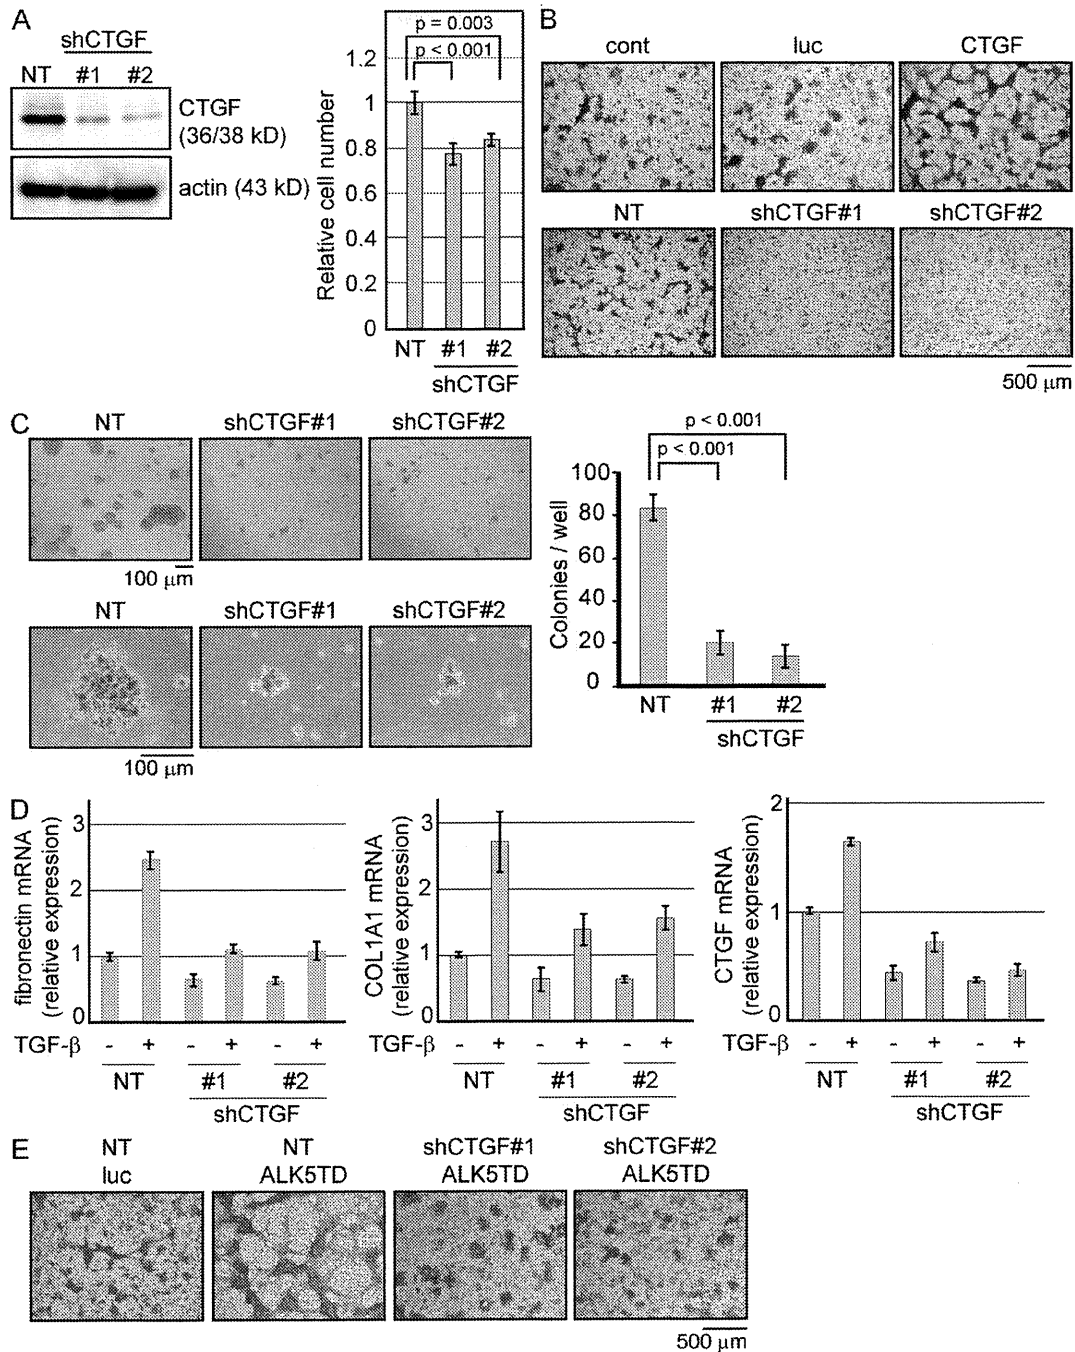 A
shCTGF
NT #1 #2
CTGF
(36/38 kD)
actin (43 kD)
Relative cell number
p = 0.003
p < 0.001
1.2
1
0.8
0.6
0.4
0.2
0
NT #1 #2
shCTGF
B
cont luc CTGF
NT shCTGF#1 shCTGF#2
500 μm
C
NT shCTGF#1 shCTGF#2
100 μm
NT shCTGF#1 shCTGF#2
100 μm
Colonies / well
p < 0.001
p < 0.001
100
80
60
40
20
0
NT #1 #2
shCTGF
D
fibronectin mRNA
(relative expression)
3
2
1
0
TGF-β - + - + - +
NT #1 #2
shCTGF
COL1A1 mRNA
(relative expression)
3
2
1
0
TGF-β - + - + - +
NT #1 #2
shCTGF
CTGF mRNA
(relative expression)
2
1
0
TGF-β - + - + - +
NT #1 #2
shCTGF
E
NT NT shCTGF#1 shCTGF#2
luc ALK5TD ALK5TD ALK5TD
500 μm